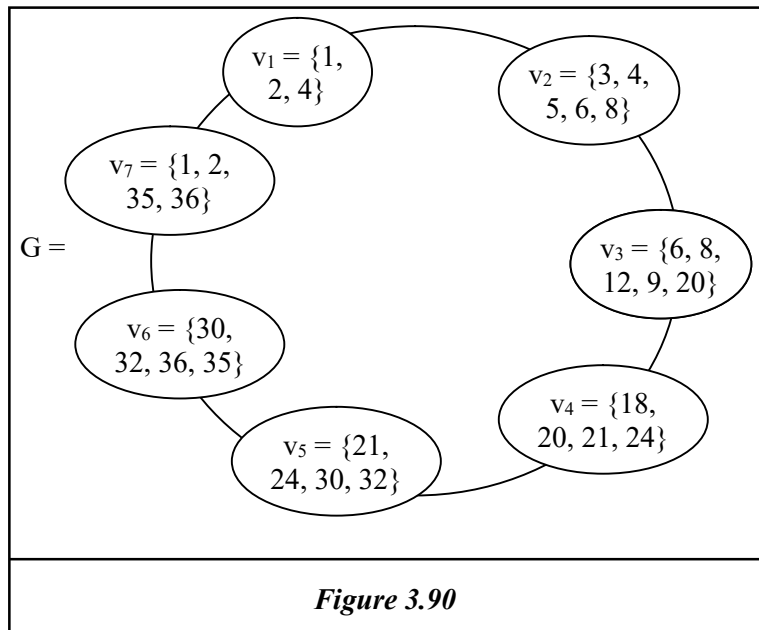 v₁ = {1,
2, 4}
v₂ = {3, 4,
5, 6, 8}
v₇ = {1, 2,
35, 36}
G =
v₃ = {6, 8,
12, 9, 20}
v₆ = {30,
32, 36, 35}
v₄ = {18,
20, 21, 24}
v₅ = {21,
24, 30, 32}
Figure 3.90